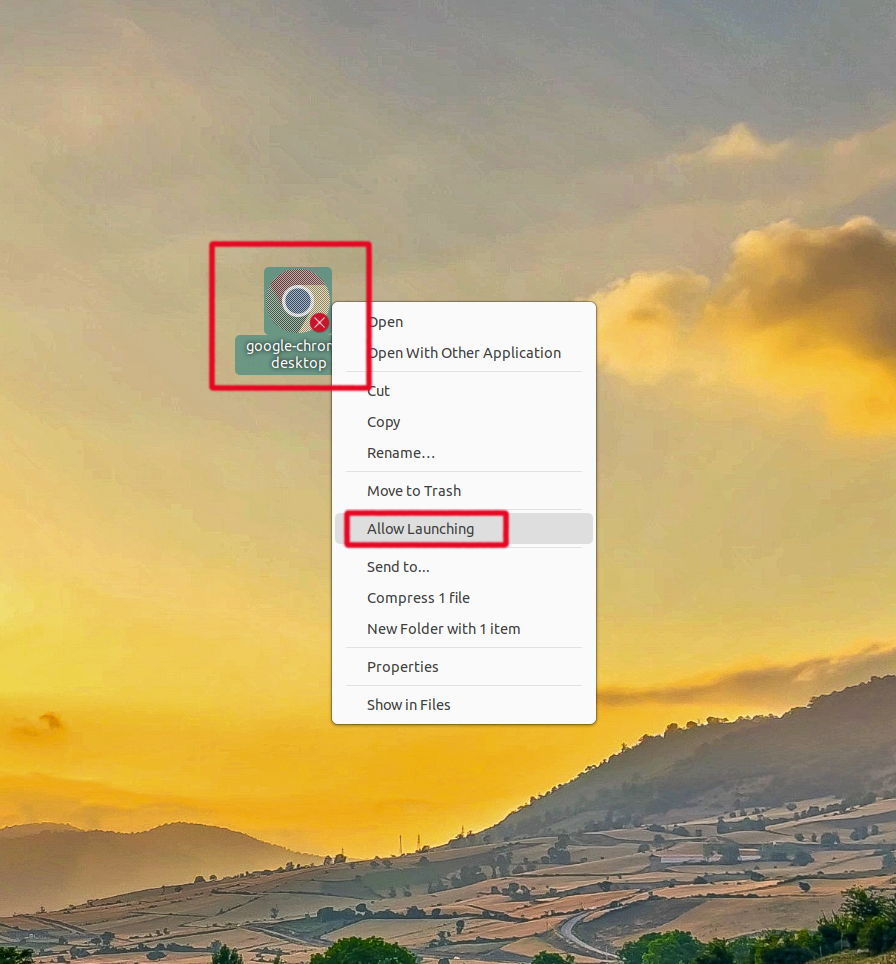 google-chrom
desktop
Open
Open With Other Application
Cut
Copy
Rename…
Move to Trash
Allow Launching
Send to...
Compress 1 file
New Folder with 1 item
Properties
Show in Files